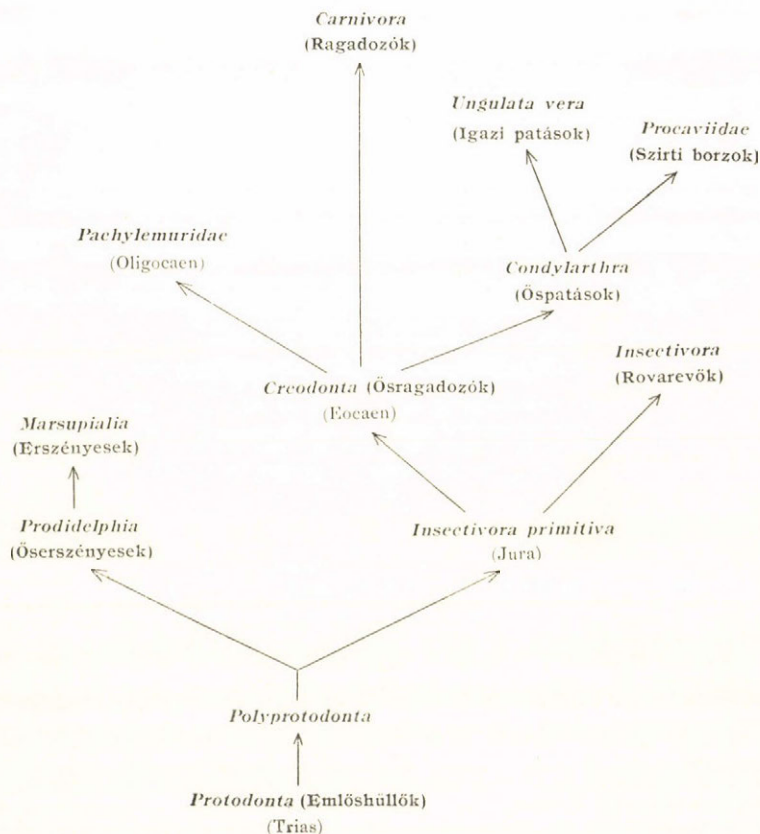 Carnivora
(Ragadozók)
Ungulata vera
(Igazi patások)
Procaviidae
(Szirti borzok)
Pachylemuridae
(Oligocaen)
Condylarthra
(Őspatások)
Insectivora
(Rovarevők)
Creodonta (Ősragadozók)
(Eocaen)
Marsupialia
(Erszényesek)
Prodidelphia
(Őserszényesek)
Insectivora primitiva
(Jura)
Polyprotodonta
Protodonta (Emlőshüllők)
(Trias)